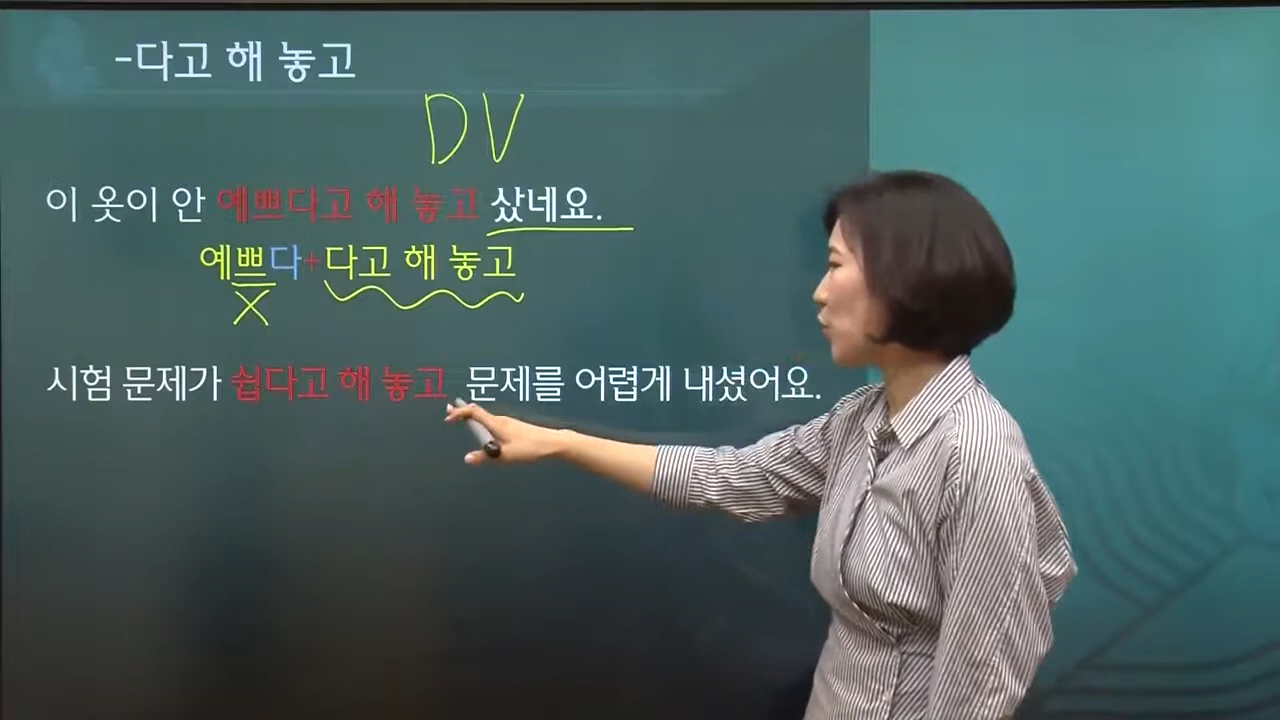 -다고 해 놓고
DV
이 옷이 안 예쁘다고 해 놓고 샀네요.
예쁘다+다고 해 놓고
X
시험 문제가 쉽다고 해 놓고 문제를 어렵게 내셨어요.